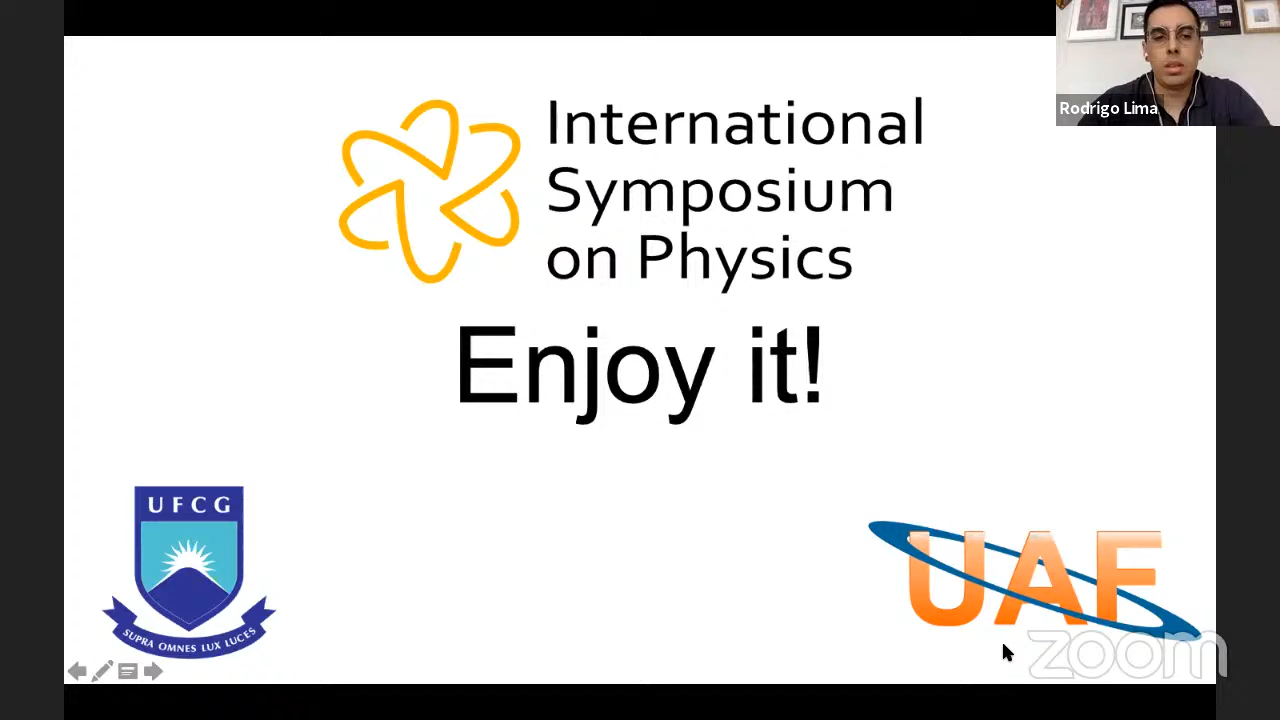 Rodrigo Lima
International
Symposium
on Physics
Enjoy it!
UFCG
SUPRA OMNES LUX LUCES
UAF
zoom